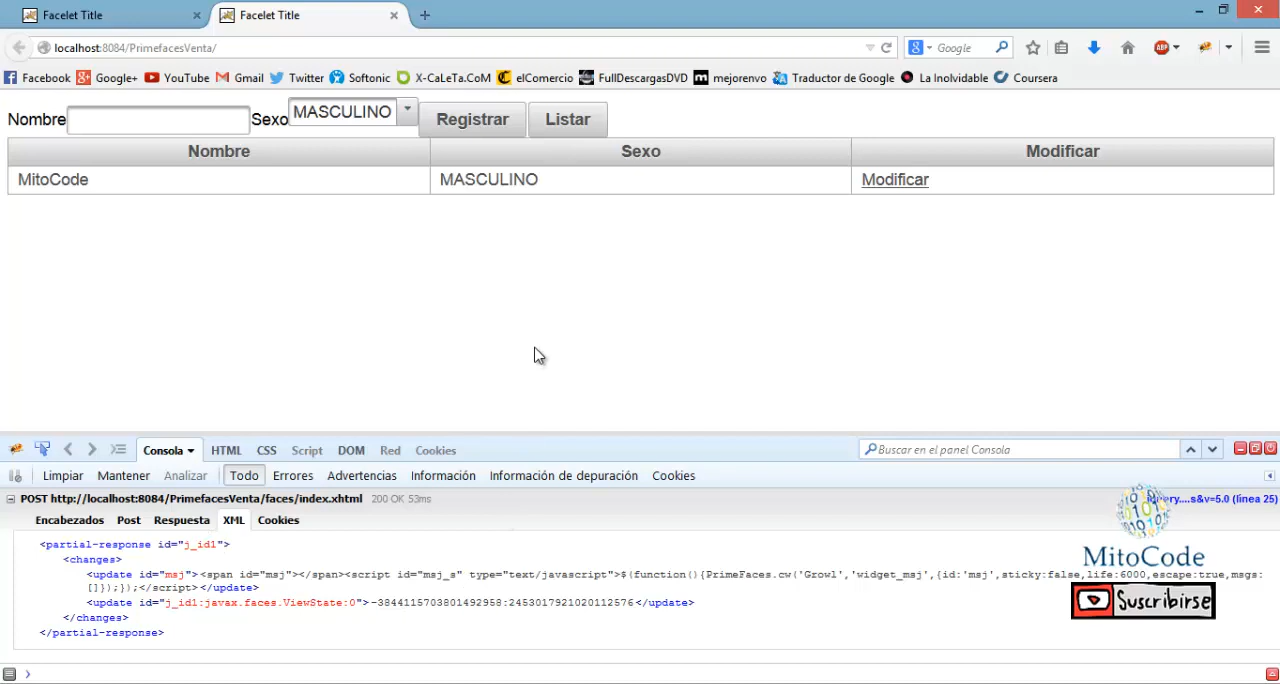 Facelet Title
Facelet Title
localhost:8084/PrimefacesVenta/
Google
Facebook Google+ YouTube Gmail Twitter Softonic X-CaLeTa.CoM elComercio FullDescargasDVD mejorenvo Traductor de Google La Inolvidable Coursera
Nombre Sexo MASCULINO Registrar Listar
Nombre Sexo Modificar
MitoCode MASCULINO Modificar
Consola HTML CSS Script DOM Red Cookies Buscar en el panel Consola
Limpiar Mantener Analizar Todo Errores Advertencias Información Información de depuración Cookies
POST http://localhost:8084/PrimefacesVenta/faces/index.xhtml 200 OK 53ms s&v=5.0 (línea 25)
Encabezados Post Respuesta XML Cookies
<partial-response id="j_id1">
<changes>
<update id="msj"><span id="msj"></span><script id="msj_s" type="text/javascript">$(function(){PrimeFaces.cw('Growl','widget_msj',{id:'msj',sticky:false,life:6000,escape:true,msgs:
[]});});</script></update>
<update id="j_id1:javax.faces.ViewState:0">-3844115703801492958:2453017921020112576</update>
</changes>
</partial-response>
MitoCode
Suscribirse